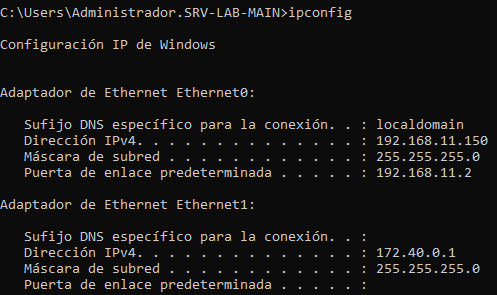 C:\Users\Administrador.SRV-LAB-MAIN>ipconfig
Configuración IP de Windows
Adaptador de Ethernet Ethernet0:
Sufijo DNS específico para la conexión. . : localdomain
Dirección IPv4. . . . . . . . . . . . . . : 192.168.11.150
Máscara de subred . . . . . . . . . . . . : 255.255.255.0
Puerta de enlace predeterminada . . . . . : 192.168.11.2
Adaptador de Ethernet Ethernet1:
Sufijo DNS específico para la conexión. . :
Dirección IPv4. . . . . . . . . . . . . . : 172.40.0.1
Máscara de subred . . . . . . . . . . . . : 255.255.255.0
Puerta de enlace predeterminada . . . . . :